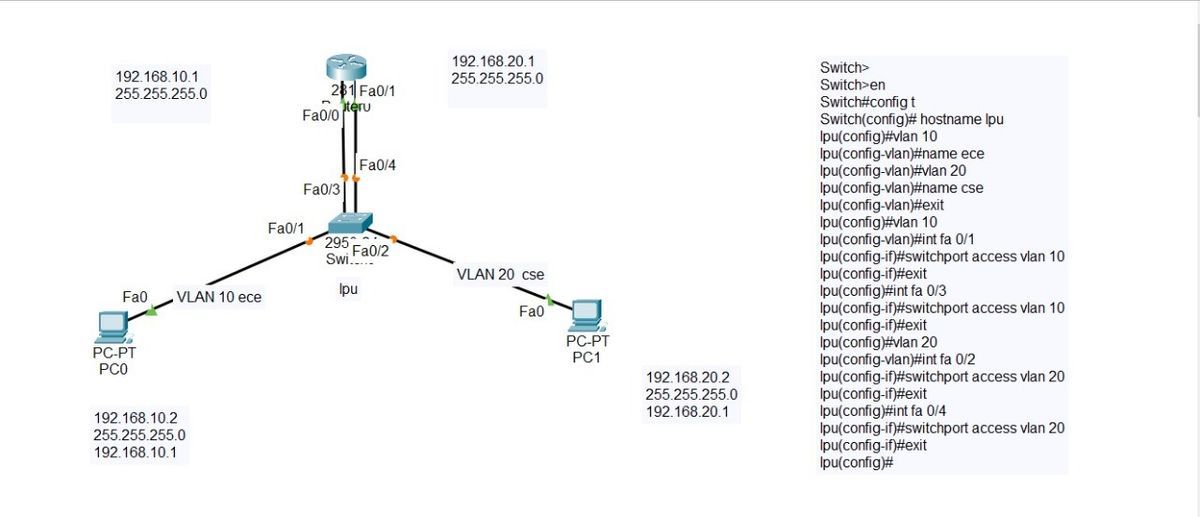 192.168.10.1
255.255.255.0
192.168.20.1
255.255.255.0
Fa0/1
Fa0/0
Fa0/4
Fa0/3
Fa0/1
Fa0/2
lpu
VLAN 10 ece
Fa0
PC-PT
PC0
VLAN 20 cse
Fa0
PC-PT
PC1
192.168.10.2
255.255.255.0
192.168.10.1
192.168.20.2
255.255.255.0
192.168.20.1
Switch>
Switch>en
Switch#config t
Switch(config)# hostname lpu
lpu(config)#vlan 10
lpu(config-vlan)#name ece
lpu(config-vlan)#vlan 20
lpu(config-vlan)#name cse
lpu(config-vlan)#exit
lpu(config)#vlan 10
lpu(config-vlan)#int fa 0/1
lpu(config-if)#switchport access vlan 10
lpu(config-if)#exit
lpu(config)#int fa 0/3
lpu(config-if)#switchport access vlan 10
lpu(config-if)#exit
lpu(config)#vlan 20
lpu(config-vlan)#int fa 0/2
lpu(config-if)#switchport access vlan 20
lpu(config-if)#exit
lpu(config)#int fa 0/4
lpu(config-if)#switchport access vlan 20
lpu(config-if)#exit
lpu(config)#